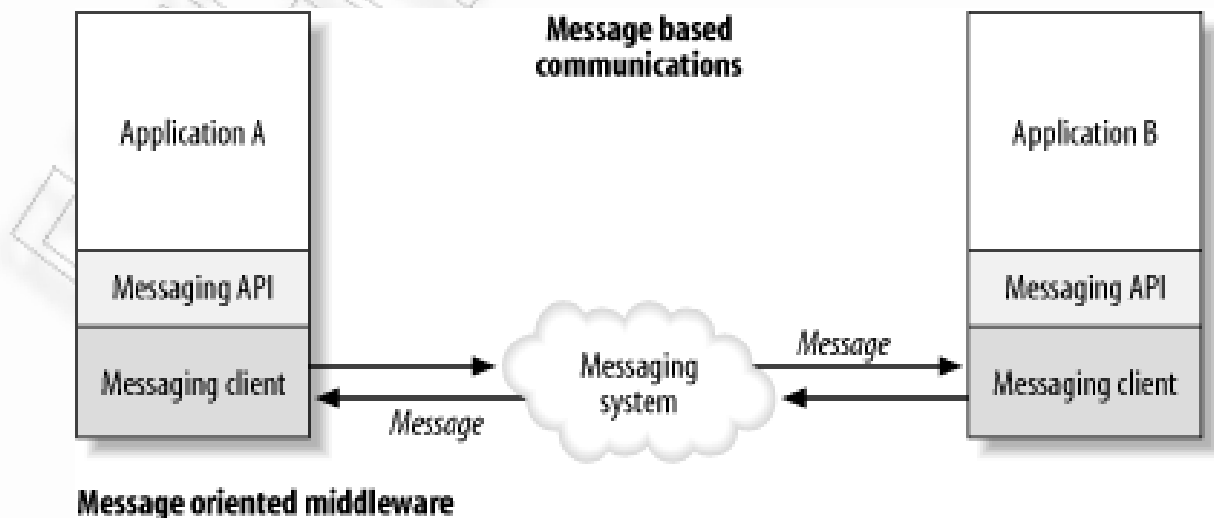 Message based
communications
Application A
Application B
Messaging API
Messaging API
Messaging client
Message
Messaging
system
Message
Messaging client
Message oriented middleware